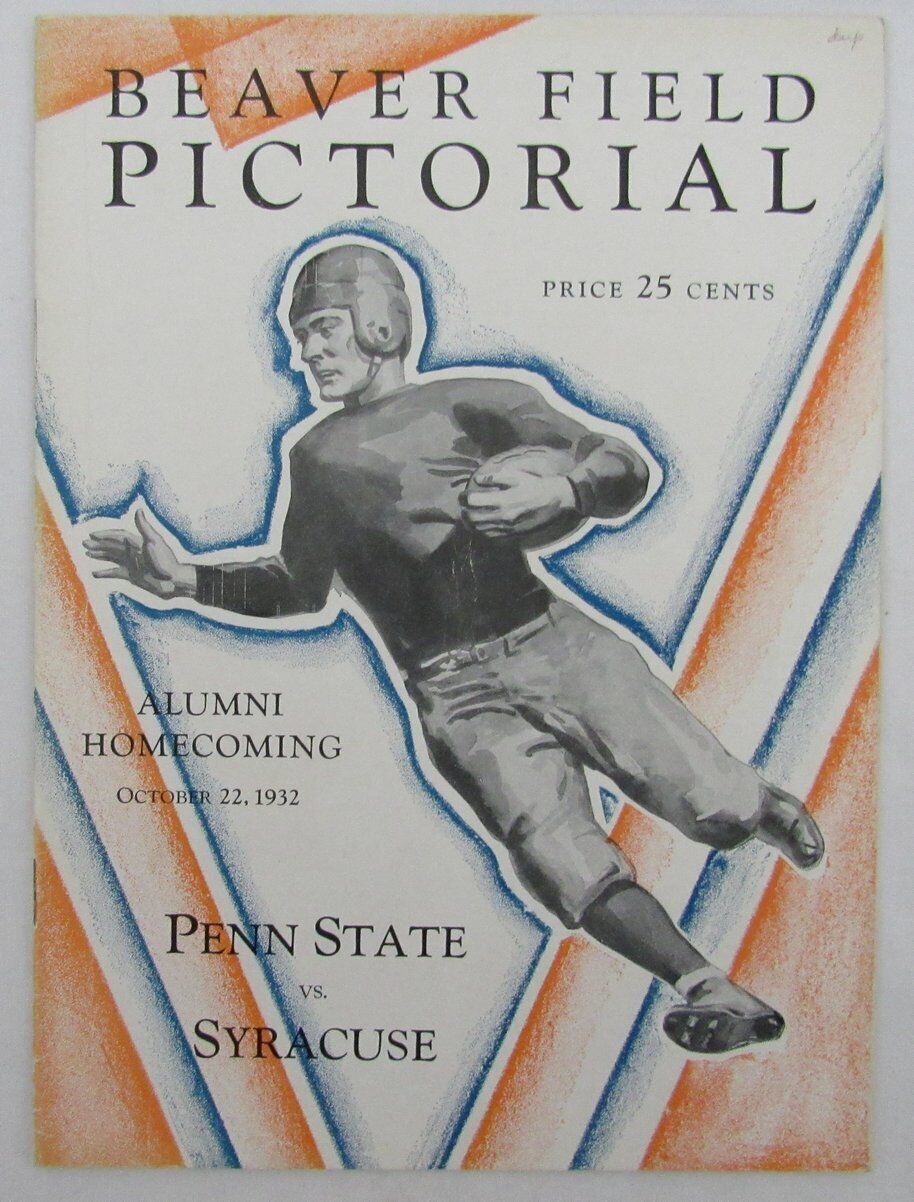 BEAVER FIELD
PICTORIAL
PRICE 25 CENTS
ALUMNI
HOMECOMING
OCTOBER 22, 1932
PENN STATE
VS.
SYRACUSE